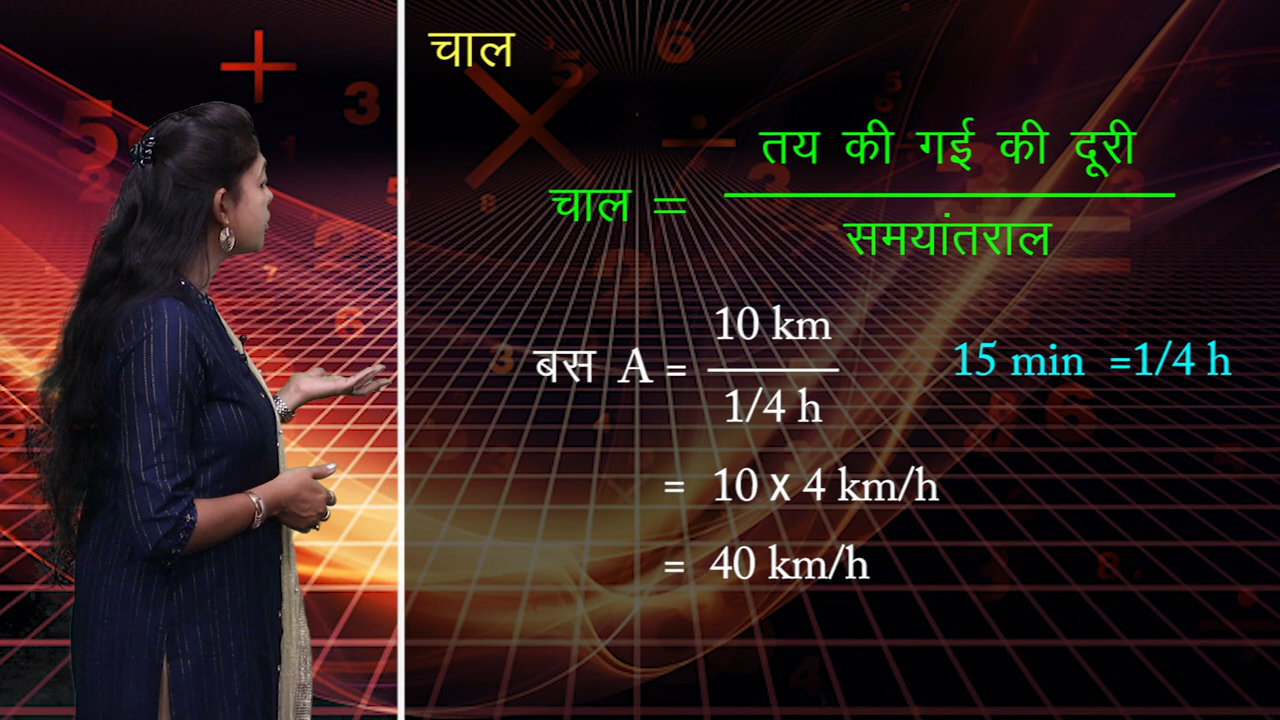 चाल
तय की गई की दूरी
चाल =
समयांतराल
10 km
बस A =
15 min =1/4 h
1/4 h
= 10 x 4 km/h
= 40 km/h